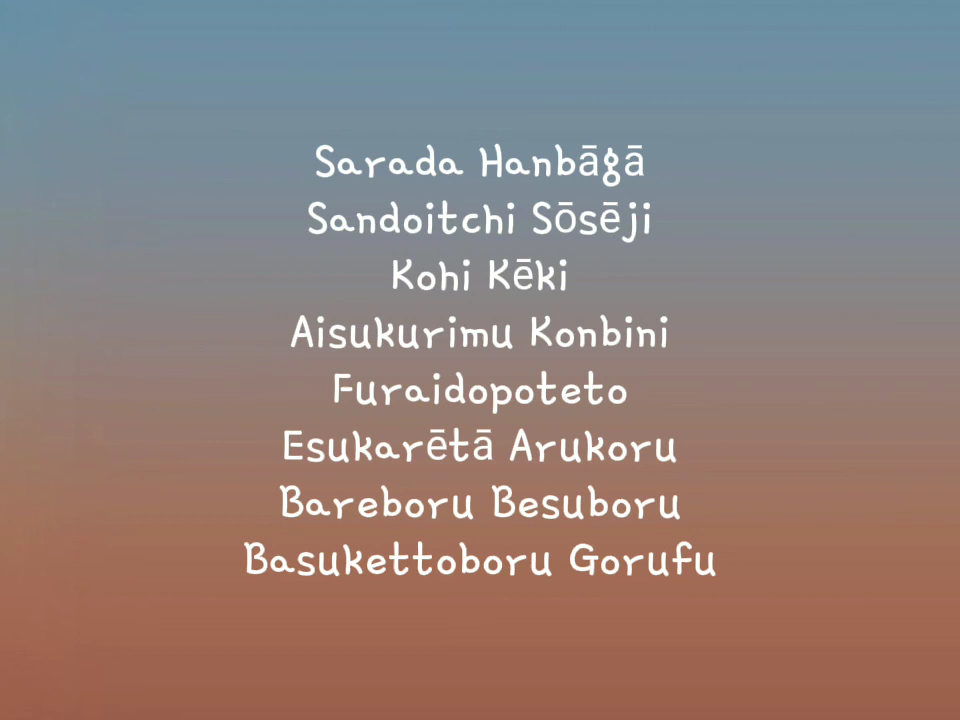 Sarada Hanbāgā
Sandoitchi Sōsēji
Kohi Kēki
Aisukurimu Konbini
Furaidopoteto
Esukarētā Arukoru
Bareboru Besuboru
Basukettoboru Gorufu